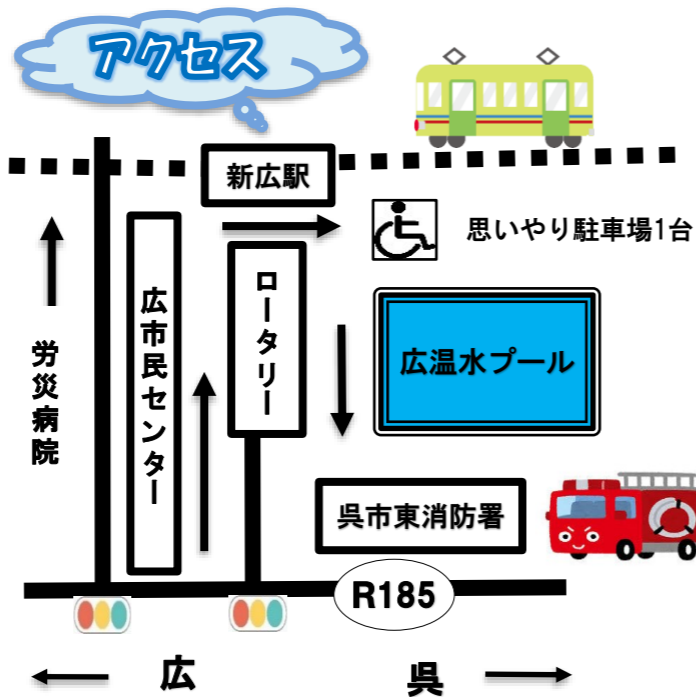 アクセス
新広駅
思いやり駐車場1台
広市民センター
ロータリー
労災病院
広温水プール
呉市東消防署
R185
広
呉